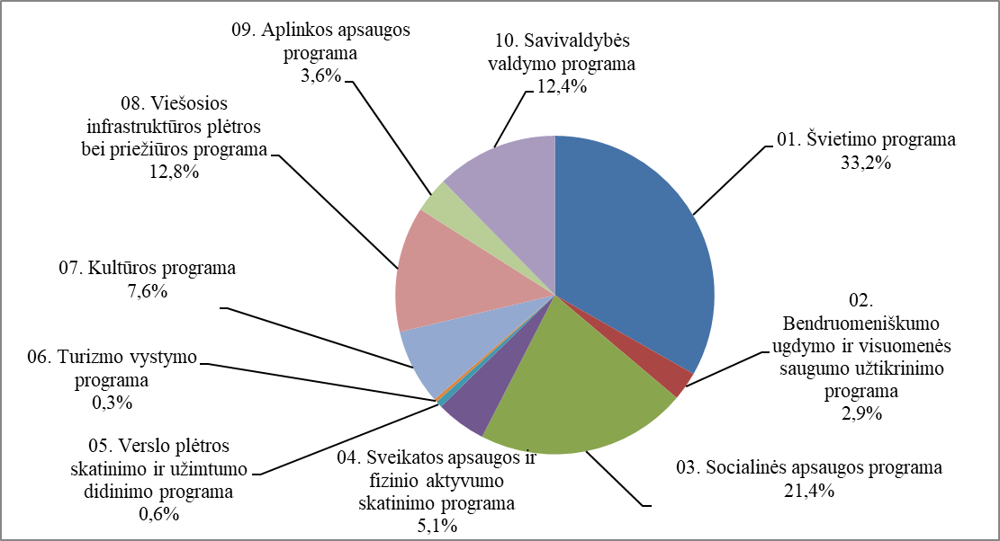 01. Švietimo programa
33,2%
02.
Bendruomeniškumo
ugdymo ir visuomenės
saugumo užtikrinimo
programa
2,9%
03. Socialinės apsaugos programa
21,4%
04. Sveikatos apsaugos ir
fizinio aktyvumo
skatinimo programa
5,1%
05. Verslo plėtros
skatinimo ir užimtumo
didinimo programa
0,6%
06. Turizmo vystymo
programa
0,3%
07. Kultūros programa
7,6%
08. Viešosios
infrastruktūros plėtros
bei priežiūros programa
12,8%
09. Aplinkos apsaugos
programa
3,6%
10. Savivaldybės
valdymo programa
12,4%